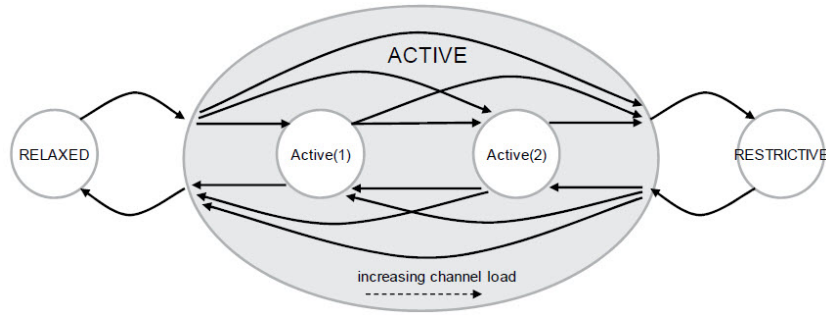 ACTIVE
RELAXED
Active(1)
Active(2)
RESTRICTIVE
increasing channel load